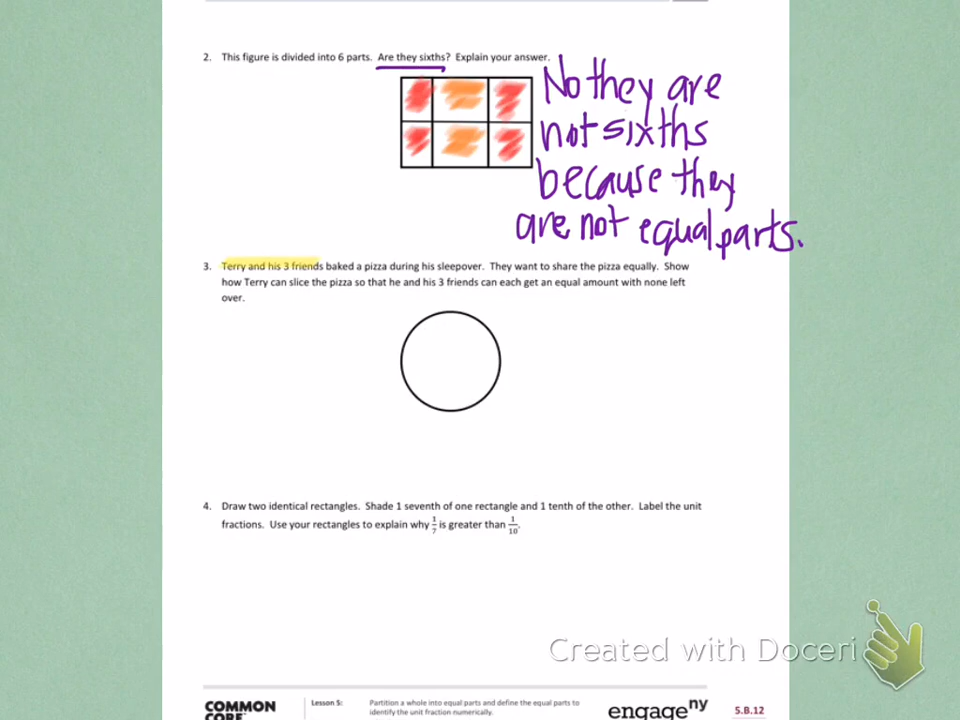 2. This figure is divided into 6 parts. Are they sixths? Explain your answer.
No they are
not sixths
because they
are not equal parts.
3. Terry and his 3 friends baked a pizza during his sleepover. They want to share the pizza equally. Show
how Terry can slice the pizza so that he and his 3 friends can each get an equal amount with none left
over.
4. Draw two identical rectangles. Shade 1 seventh of one rectangle and 1 tenth of the other. Label the unit
fractions. Use your rectangles to explain why 1/7 is greater than 1/10.
Created with Doceri
COMMON
CORE
Lesson 5:
Partition a whole into equal parts and define the equal parts to
identify the unit fraction numerically.
engage ny
5.B.12